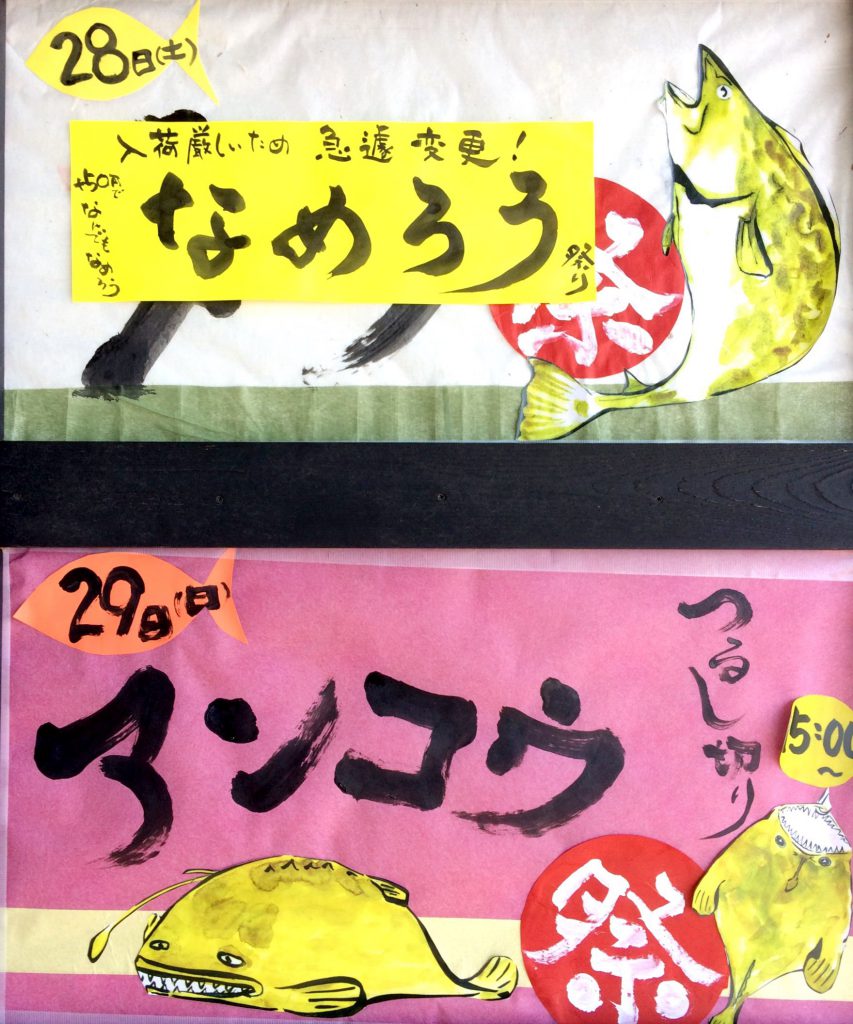 28日(土)
入荷厳しいため 急遽変更!
なめろう
祭り
+50円で
なんでも
なめろう
祭
29日(日)
アンコウ
つるし切り
5:00
〜
祭